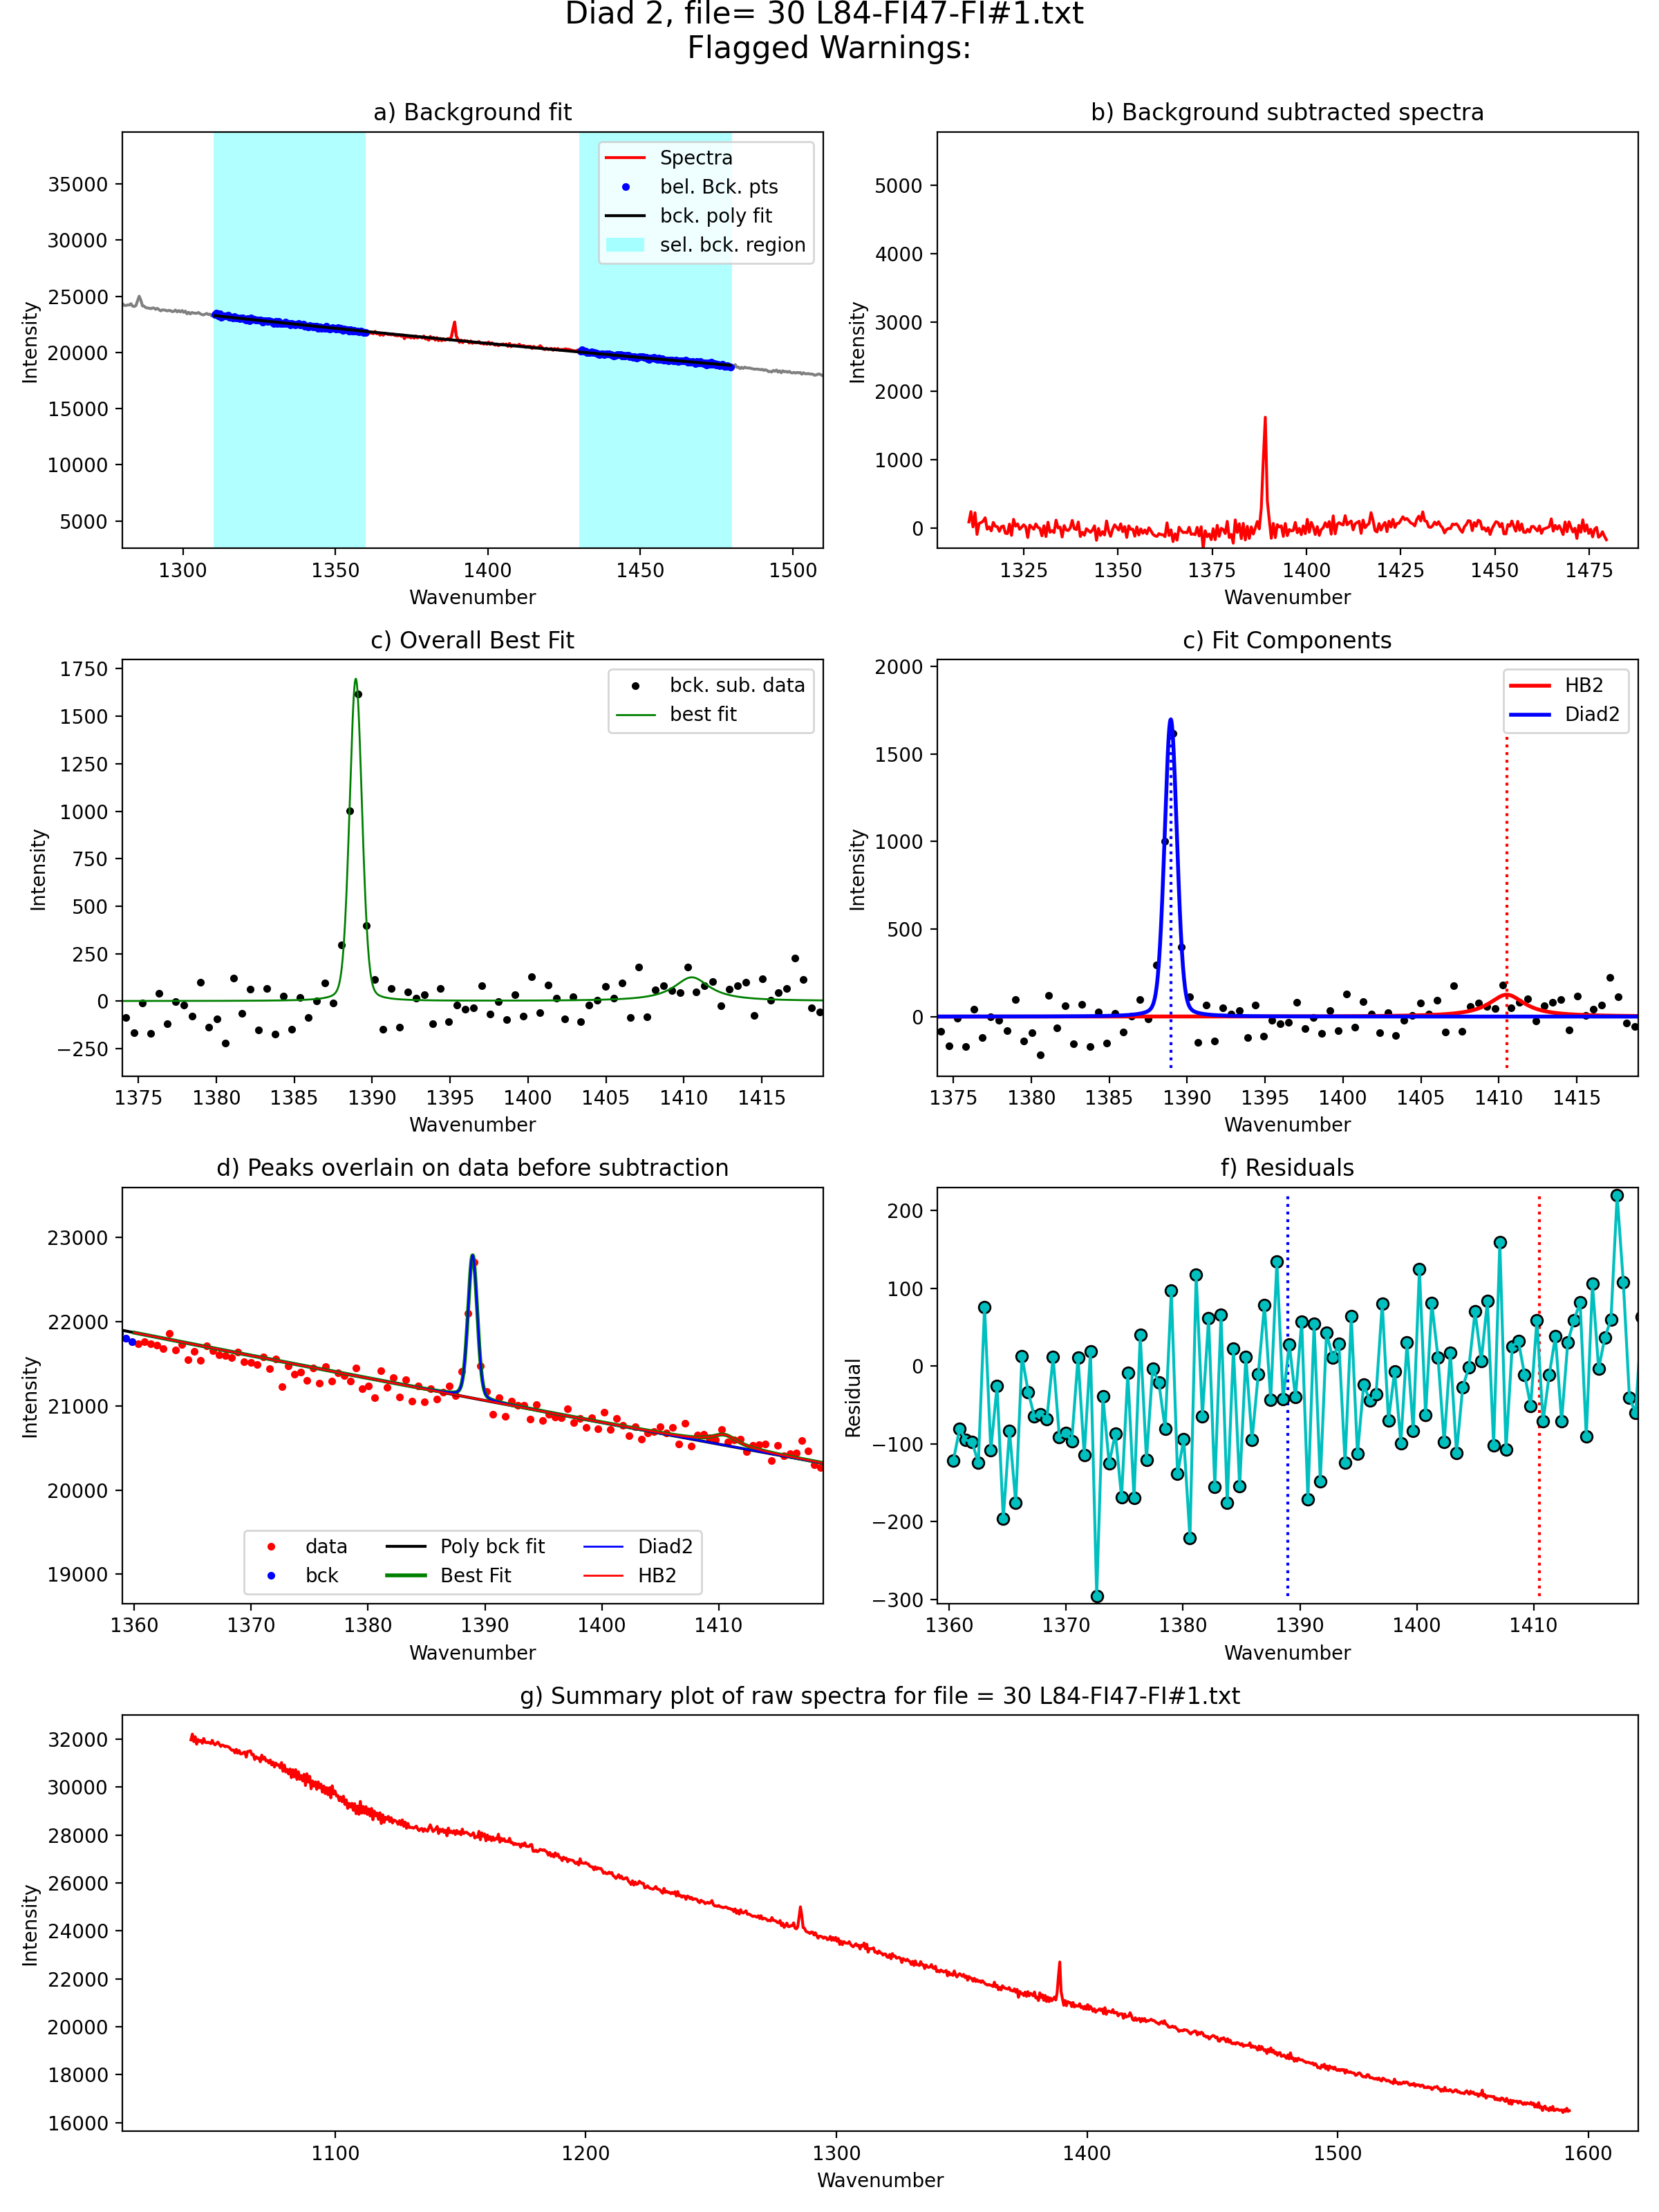 Diad 2, file= 30 L84-FI47-FI#1.txt
Flagged Warnings:
a) Background fit
Intensity
35000
30000
25000
20000
15000
10000
5000
Spectra
bel. Bck. pts
bck. poly fit
sel. bck. region
1300 1350 1400 1450 1500
Wavenumber
b) Background subtracted spectra
Intensity
5000
4000
3000
2000
1000
0
1325 1350 1375 1400 1425 1450 1475
Wavenumber
c) Overall Best Fit
Intensity
1750
1500
1250
1000
750
500
250
0
−250
bck. sub. data
best fit
1375 1380 1385 1390 1395 1400 1405 1410 1415
Wavenumber
c) Fit Components
Intensity
2000
1500
1000
500
0
HB2
Diad2
1375 1380 1385 1390 1395 1400 1405 1410 1415
Wavenumber
d) Peaks overlain on data before subtraction
Intensity
23000
22000
21000
20000
19000
data
bck
Poly bck fit
Best Fit
Diad2
HB2
1360 1370 1380 1390 1400 1410
Wavenumber
f) Residuals
Residual
200
100
0
−100
−200
−300
1360 1370 1380 1390 1400 1410
Wavenumber
g) Summary plot of raw spectra for file = 30 L84-FI47-FI#1.txt
Intensity
32000
30000
28000
26000
24000
22000
20000
18000
16000
1100 1200 1300 1400 1500 1600
Wavenumber